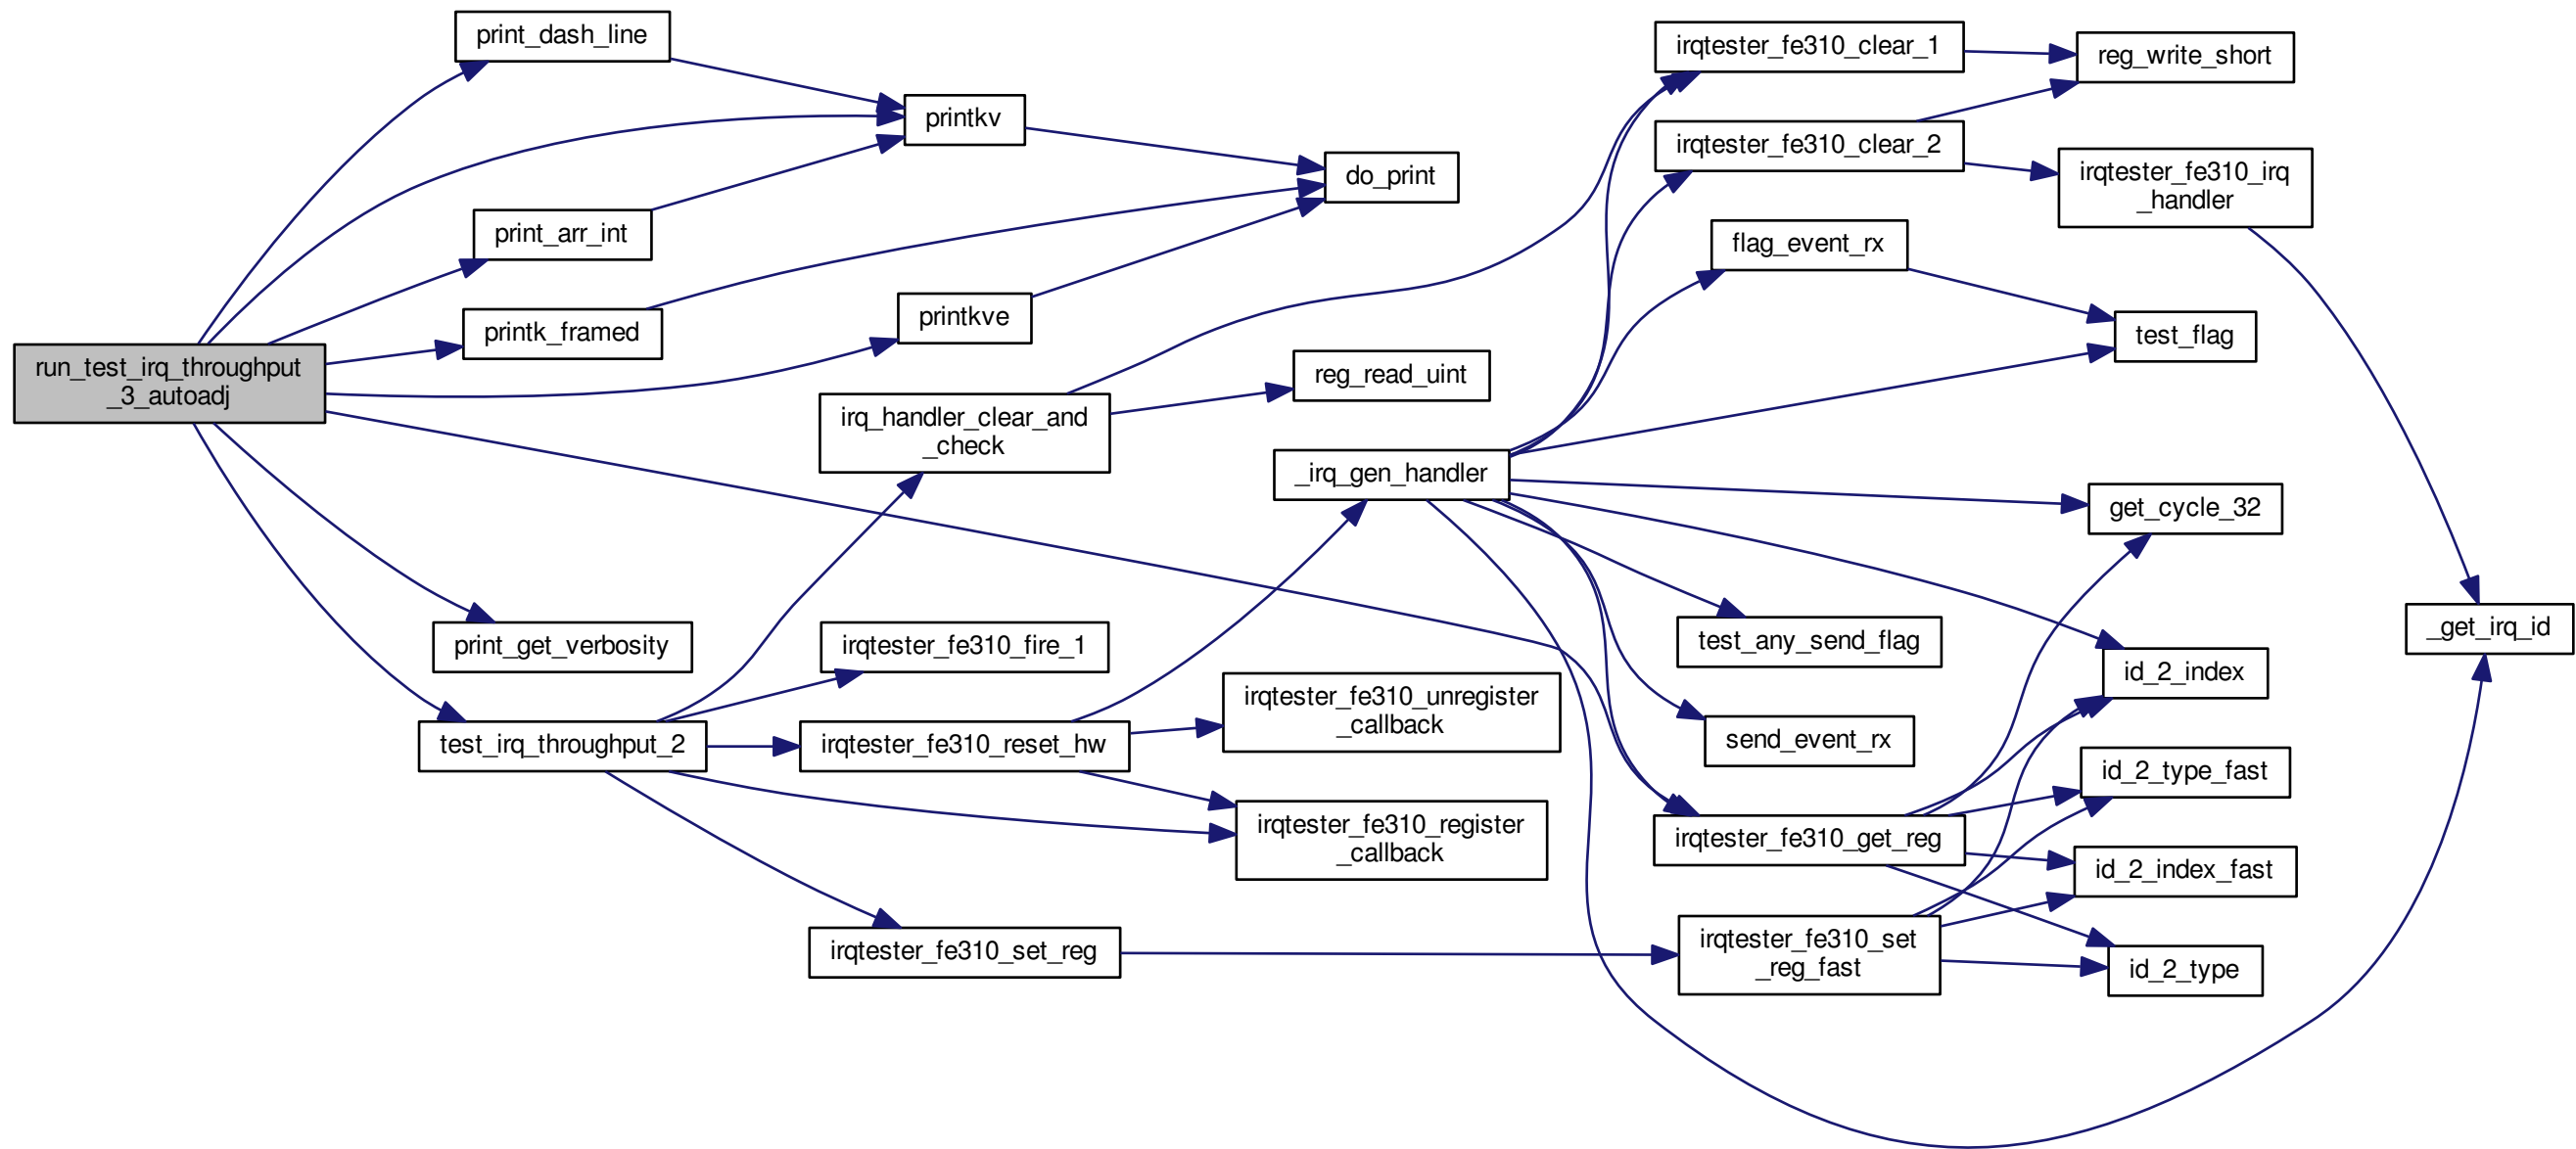 run_test_irq_throughput
_3_autoadj
print_dash_line
print_arr_int
printk_framed
print_get_verbosity
test_irq_throughput_2
printkv
printkve
irq_handler_clear_and
_check
irqtester_fe310_fire_1
irqtester_fe310_reset_hw
irqtester_fe310_set_reg
do_print
reg_read_uint
_irq_gen_handler
irqtester_fe310_unregister
_callback
irqtester_fe310_register
_callback
irqtester_fe310_clear_1
irqtester_fe310_clear_2
flag_event_rx
test_any_send_flag
send_event_rx
irqtester_fe310_get_reg
irqtester_fe310_set
_reg_fast
reg_write_short
irqtester_fe310_irq
_handler
test_flag
get_cycle_32
id_2_index
id_2_type_fast
id_2_index_fast
id_2_type
_get_irq_id